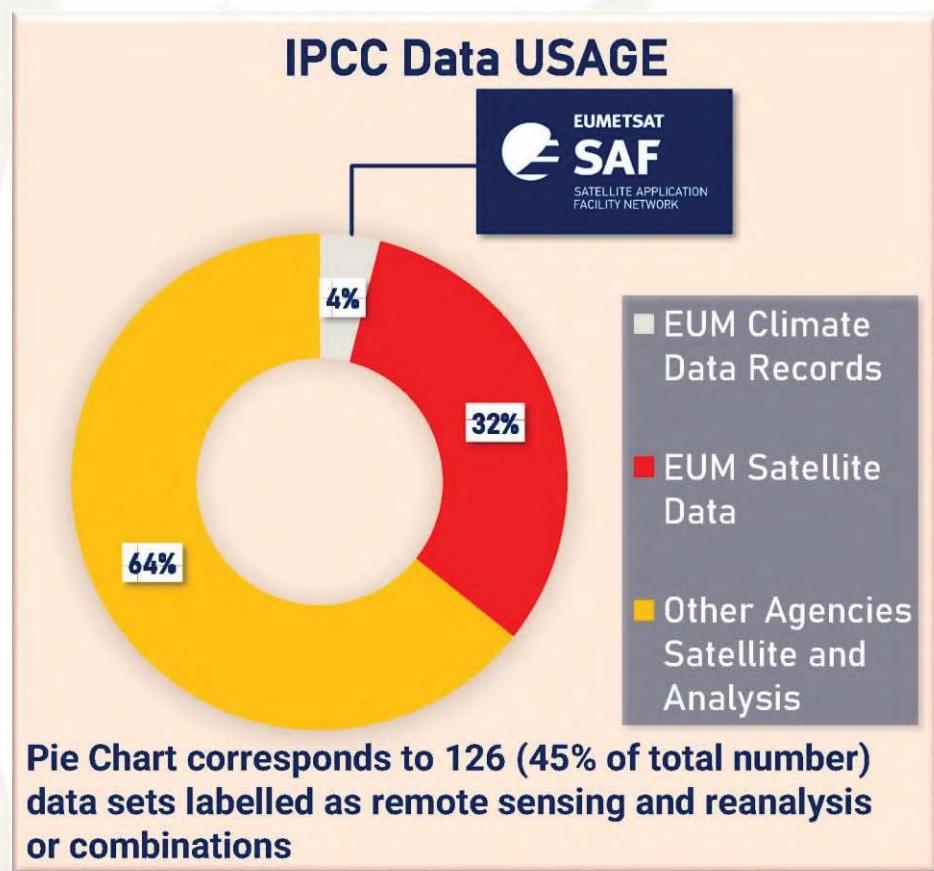 IPCC Data USAGE
EUMETSAT
SAF
SATELLITE APPLICATION
FACILITY NETWORK
4%
32%
64%
EUM Climate
Data Records
EUM Satellite
Data
Other Agencies
Satellite and
Analysis
Pie Chart corresponds to 126 (45% of total number)
data sets labelled as remote sensing and reanalysis
or combinations